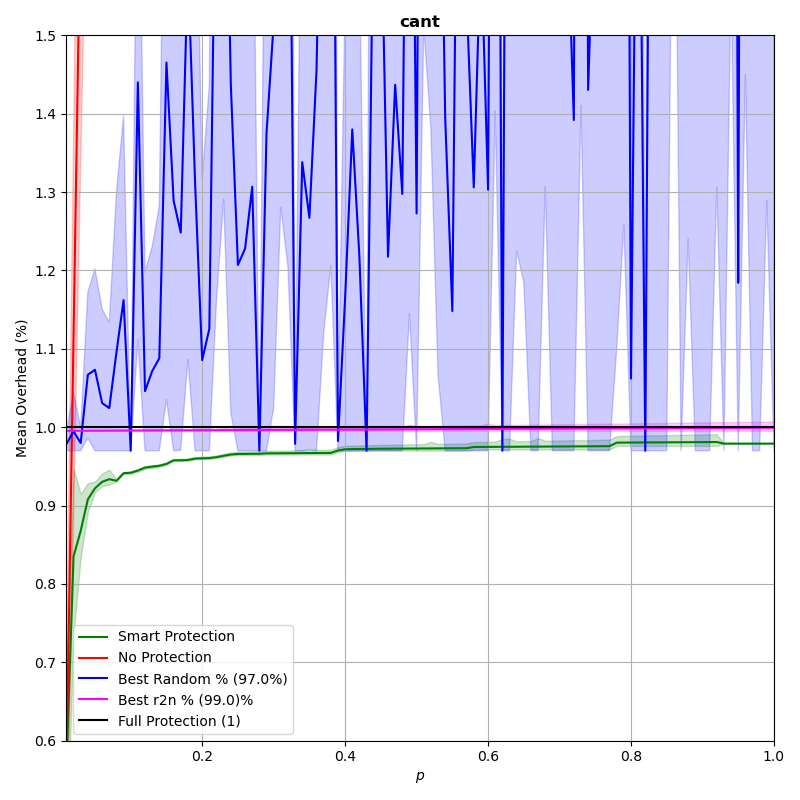 cant
1.5
1.4
1.3
1.2
1.1
1.0
0.9
0.8
0.7
0.6
Mean Overhead (%)
Smart Protection
No Protection
Best Random % (97.0%)
Best r2n % (99.0)%
Full Protection (1)
0.2
0.4
0.6
0.8
1.0
p